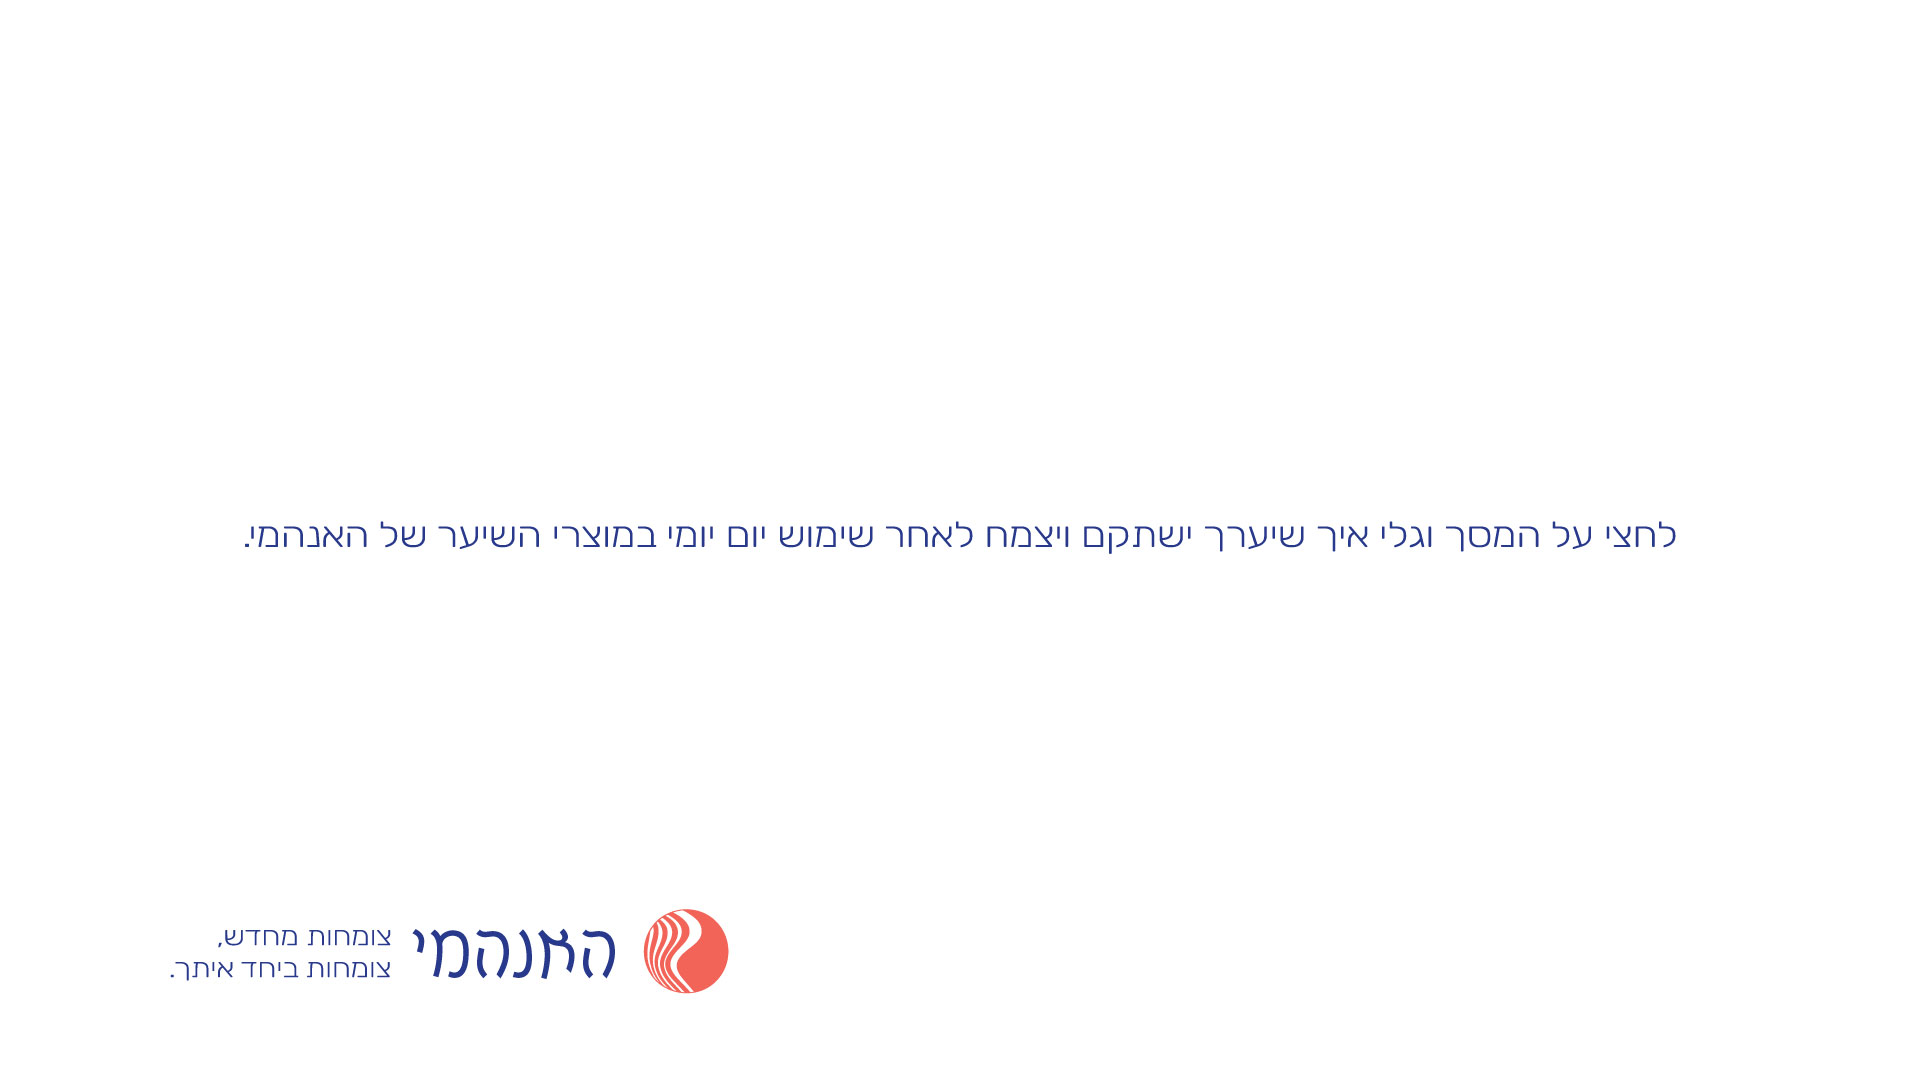 לחצי על המסך וגלי איך שיערך ישתקם ויצמח לאחר שימוש יום יומי במוצרי השיער של האנהמי.
האנהמי
צומחות מחדש,
צומחות ביחד איתך.